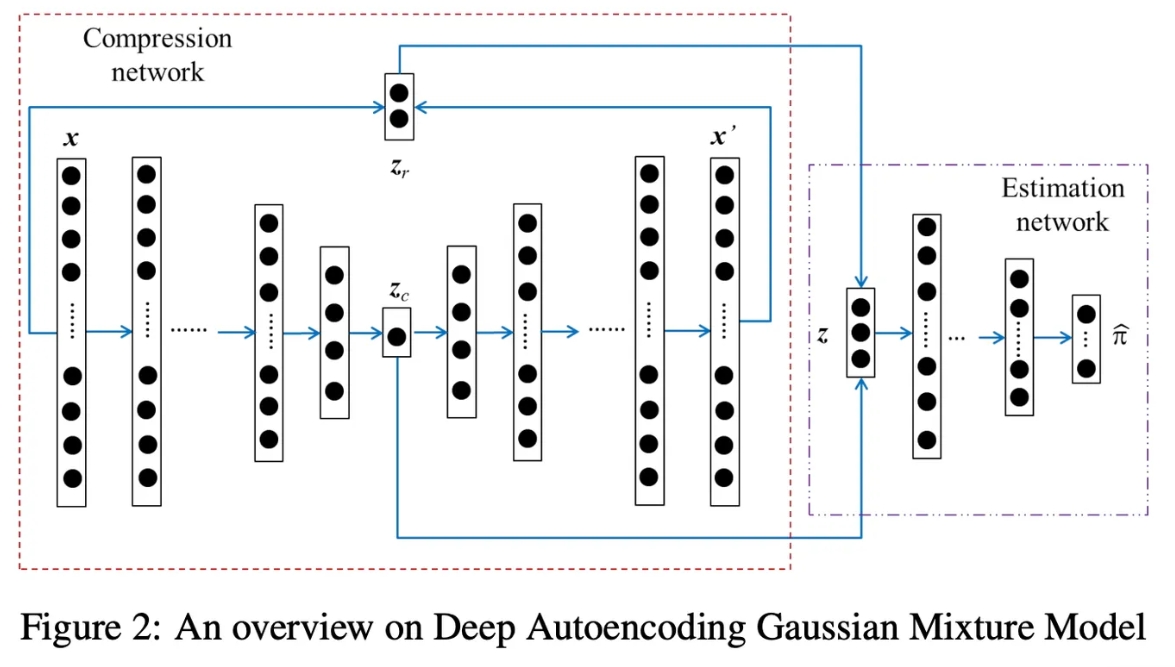 Compression
network
x
z_r
x'
z_c
Estimation
network
z
π̂
Figure 2: An overview on Deep Autoencoding Gaussian Mixture Model